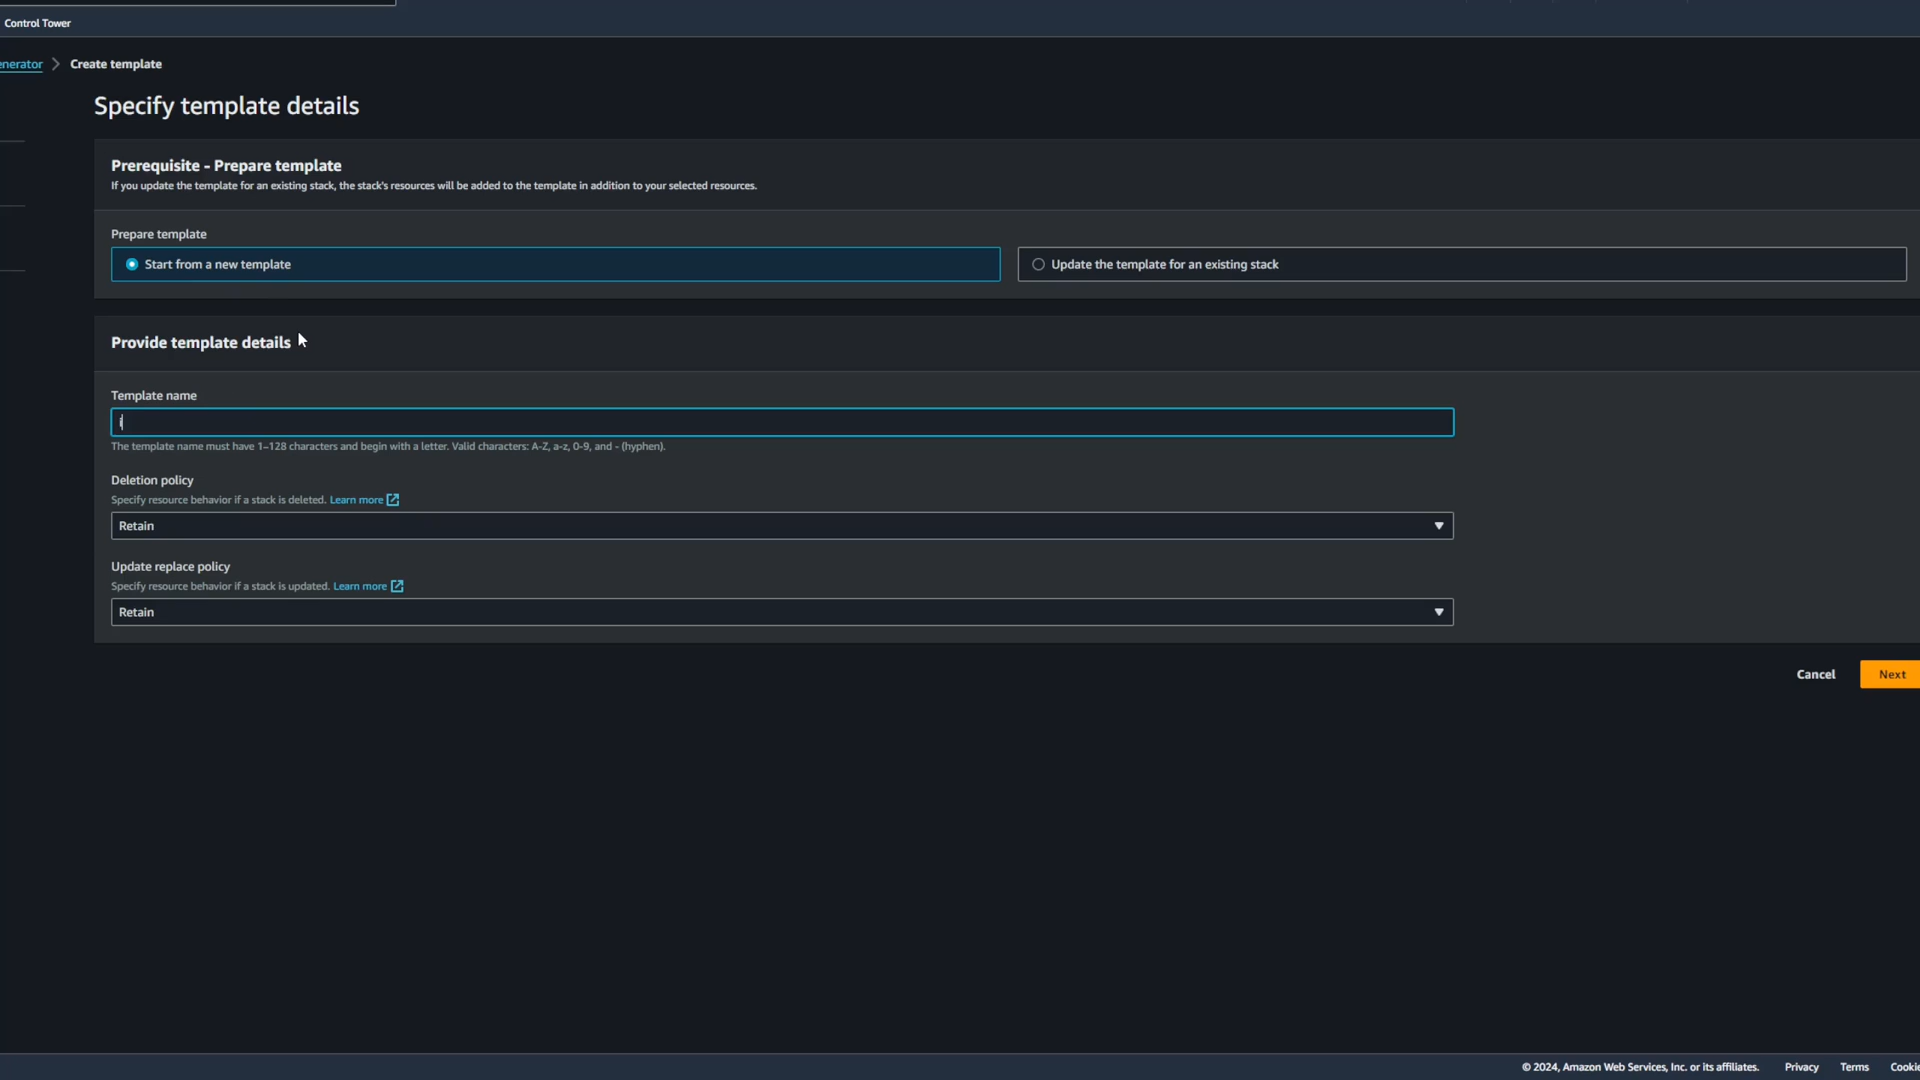 Control Tower
enerator > Create template
Specify template details
Prerequisite - Prepare template
If you update the template for an existing stack, the stack's resources will be added to the template in addition to your selected resources.
Prepare template
Start from a new template
Update the template for an existing stack
Provide template details
Template name
i
The template name must have 1-128 characters and begin with a letter. Valid characters: A-Z, a-z, 0-9, and - (hyphen).
Deletion policy
Specify resource behavior if a stack is deleted. Learn more
Retain
Update replace policy
Specify resource behavior if a stack is updated. Learn more
Retain
Cancel Next
© 2024, Amazon Web Services, Inc. or its affiliates. Privacy Terms Cookie